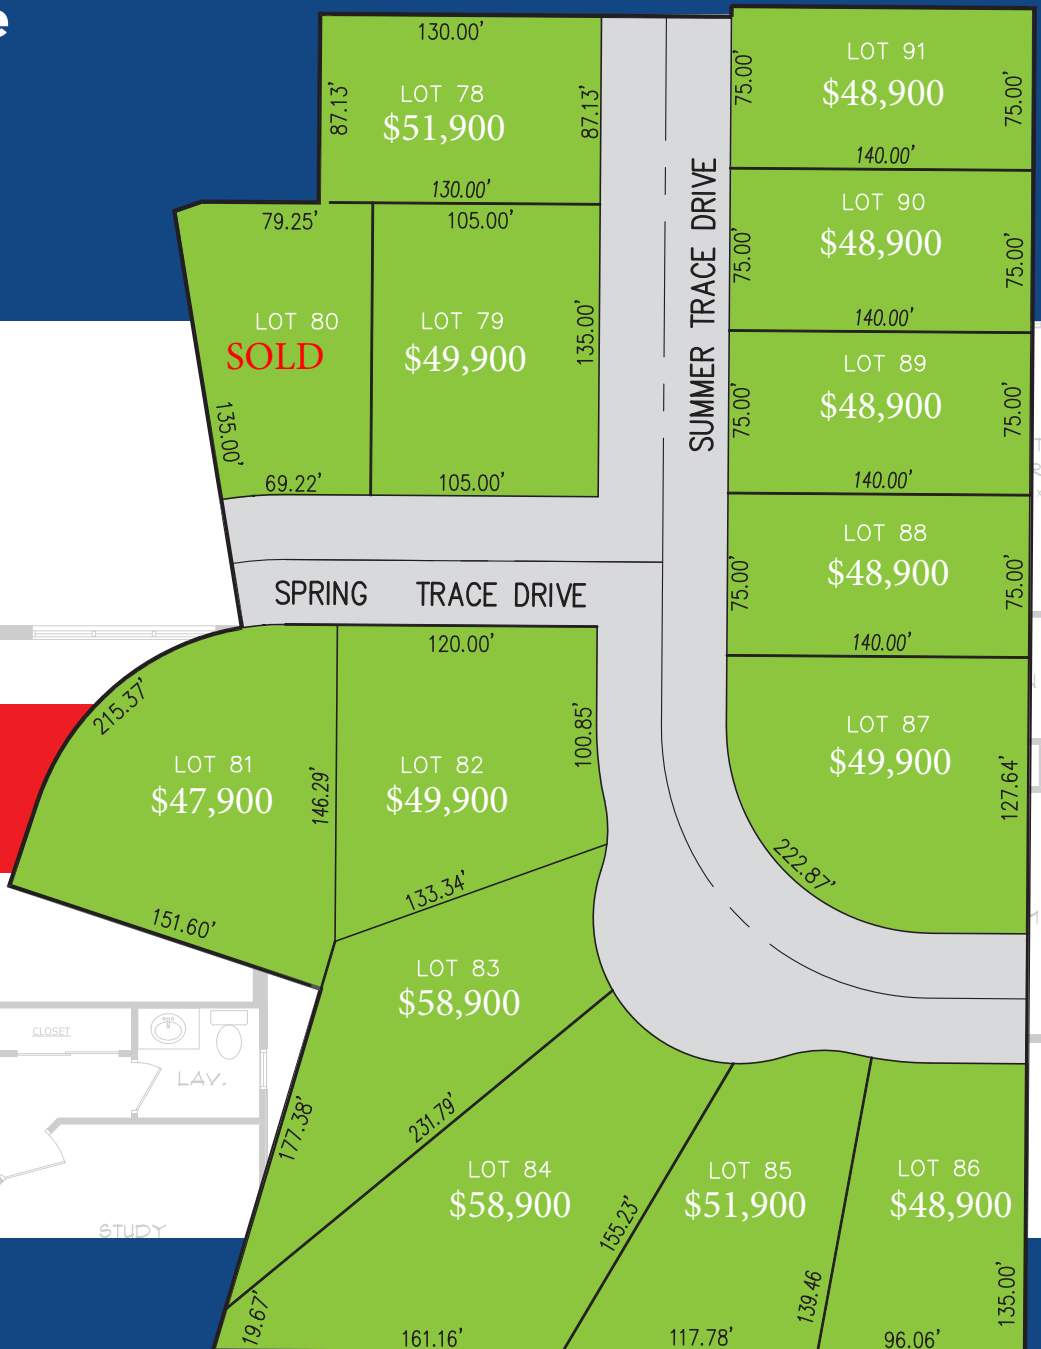 e
130.00'
LOT 78
$51,900
87.13'
87.13'
130.00'
79.25'
105.00'
LOT 80
SOLD
LOT 79
$49,900
135.00'
135.00'
69.22'
105.00'
SUMMER TRACE DRIVE
LOT 91
$48,900
75.00'
75.00'
140.00'
LOT 90
$48,900
75.00'
75.00'
140.00'
LOT 89
$48,900
75.00'
75.00'
140.00'
LOT 88
$48,900
75.00'
75.00'
140.00'
SPRING TRACE DRIVE
120.00'
215.37'
LOT 81
$47,900
146.29'
LOT 82
$49,900
100.85'
LOT 87
$49,900
127.64'
222.87'
151.60'
133.34'
LOT 83
$58,900
CLOSET
LAV.
177.38'
231.79'
LOT 84
$58,900
LOT 85
$51,900
LOT 86
$48,900
155.23'
STUDY
139.46
135.00'
19.67'
161.16'
117.78'
96.06'